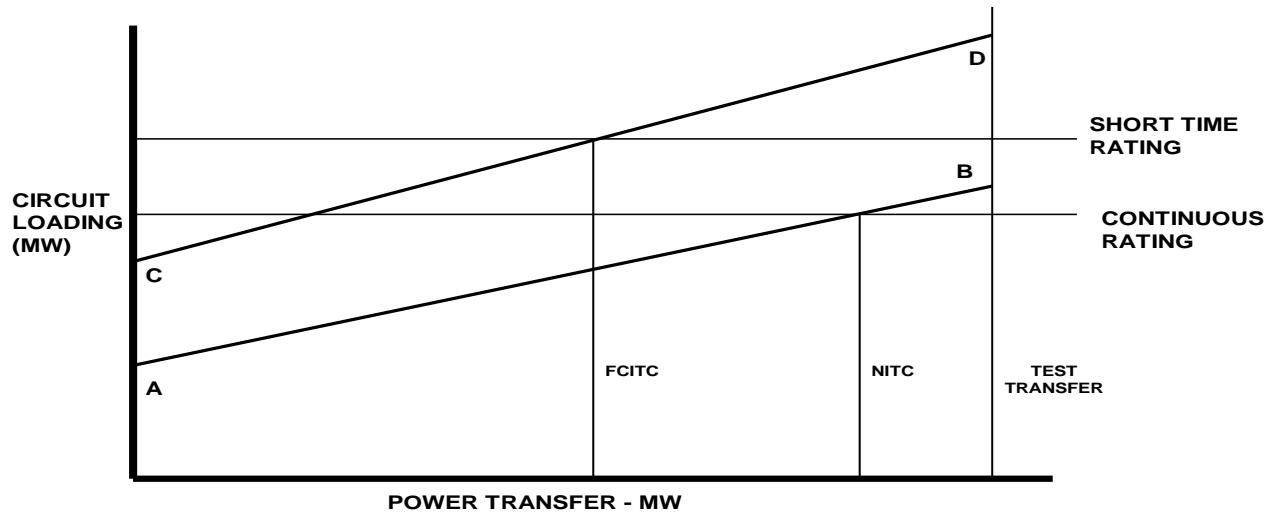 D
SHORT TIME
RATING
B
CIRCUIT
LOADING
(MW)
CONTINUOUS
RATING
C
A
FCITC
NITC
TEST
TRANSFER
POWER TRANSFER - MW